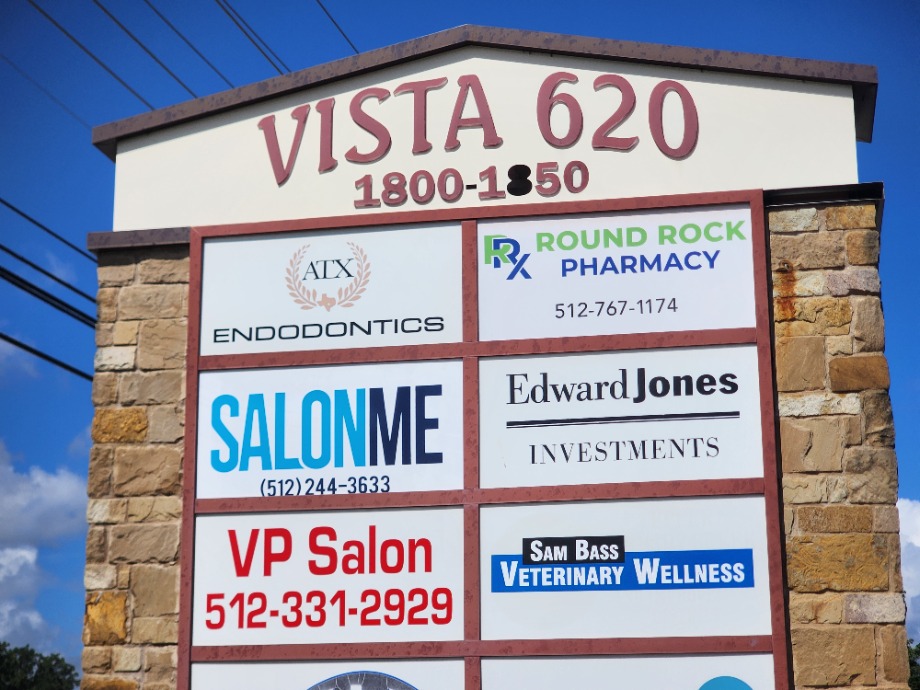 VISTA 620
1800-1850
ATX
ENDODONTICS
RX ROUND ROCK
PHARMACY
512-767-1174
SALONME
(512) 244-3633
Edward Jones
INVESTMENTS
VP Salon
512-331-2929
SAM BASS
VETERINARY WELLNESS